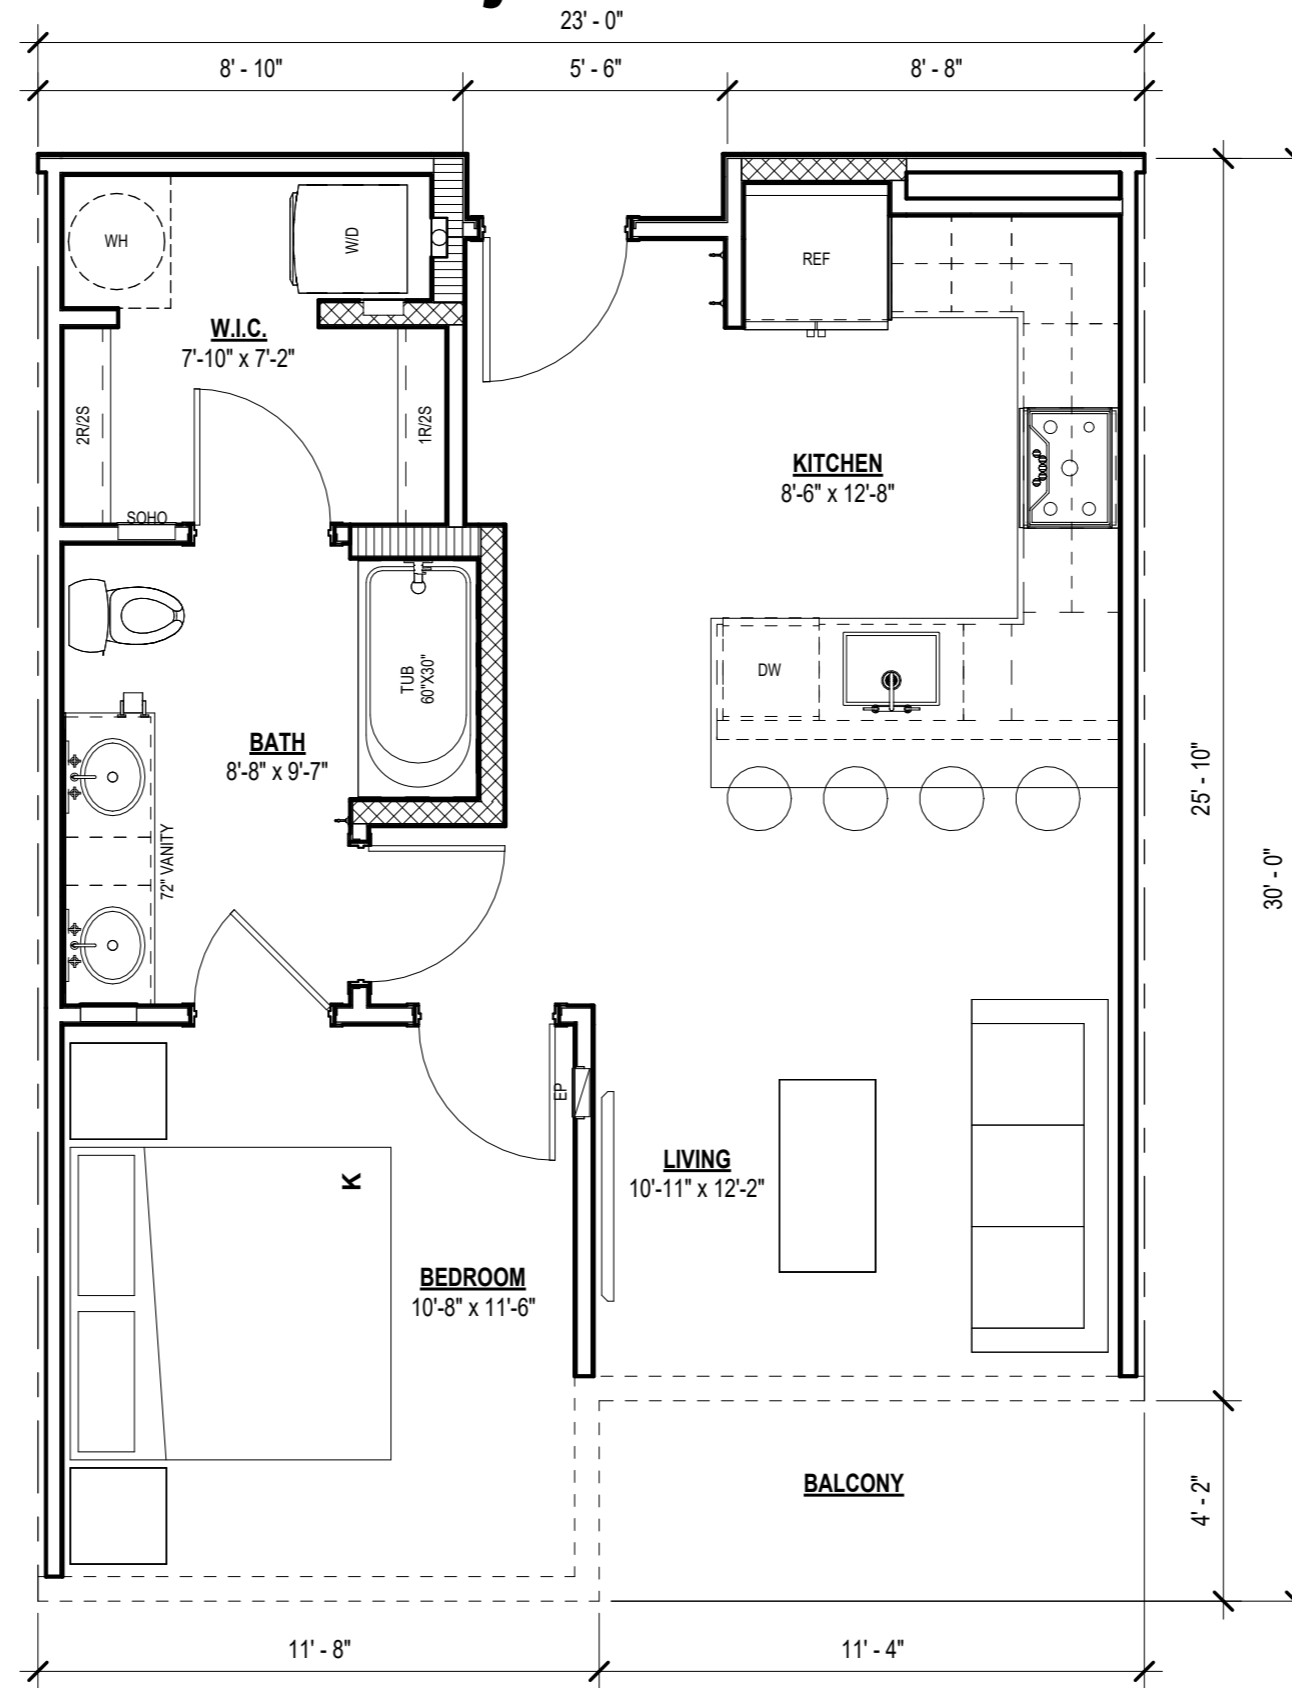 23' - 0"
8' - 10"
5' - 6"
8' - 8"
WH
W/D
REF
W.I.C.
7'-10" x 7'-2"
2R/2S
1R/2S
KITCHEN
8'-6" x 12'-8"
SOHO
TUB
60"X30"
DW
BATH
8'-8" x 9'-7"
72" VANITY
25' - 10"
30' - 0"
EP
K
LIVING
10'-11" x 12'-2"
BEDROOM
10'-8" x 11'-6"
BALCONY
4' - 2"
11' - 8"
11' - 4"